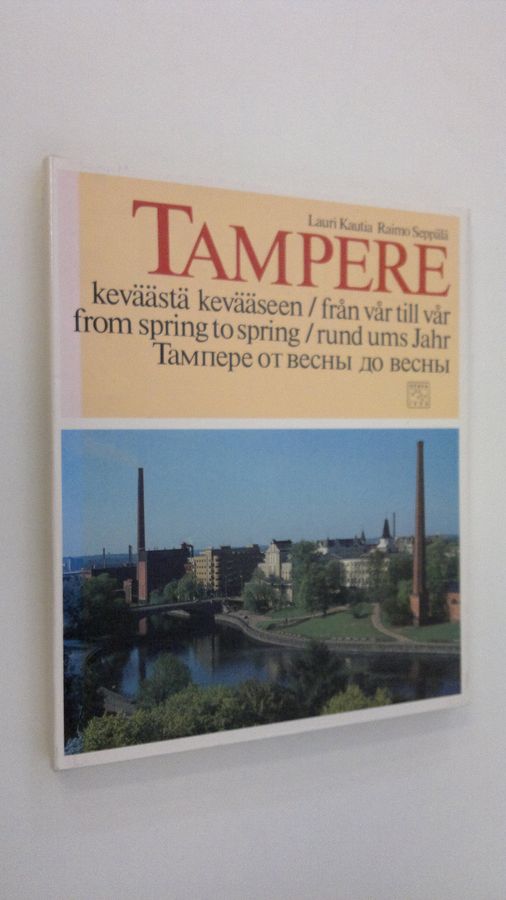 Lauri Kautia Raimo Seppälä
TAMPERE
keväästä kevääseen / från vår till vår
from spring to spring / rund ums Jahr
Тампере от весны до весны